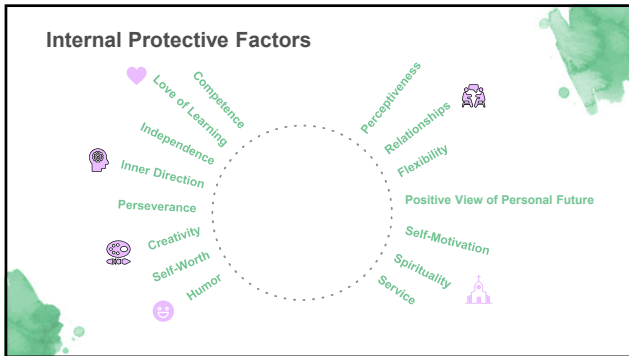 Internal Protective Factors
Competence
Love of Learning
Independence
Inner Direction
Perseverance
Creativity
Self-Worth
Humor
Perceptiveness
Relationships
Flexibility
Positive View of Personal Future
Self-Motivation
Spirituality
Service